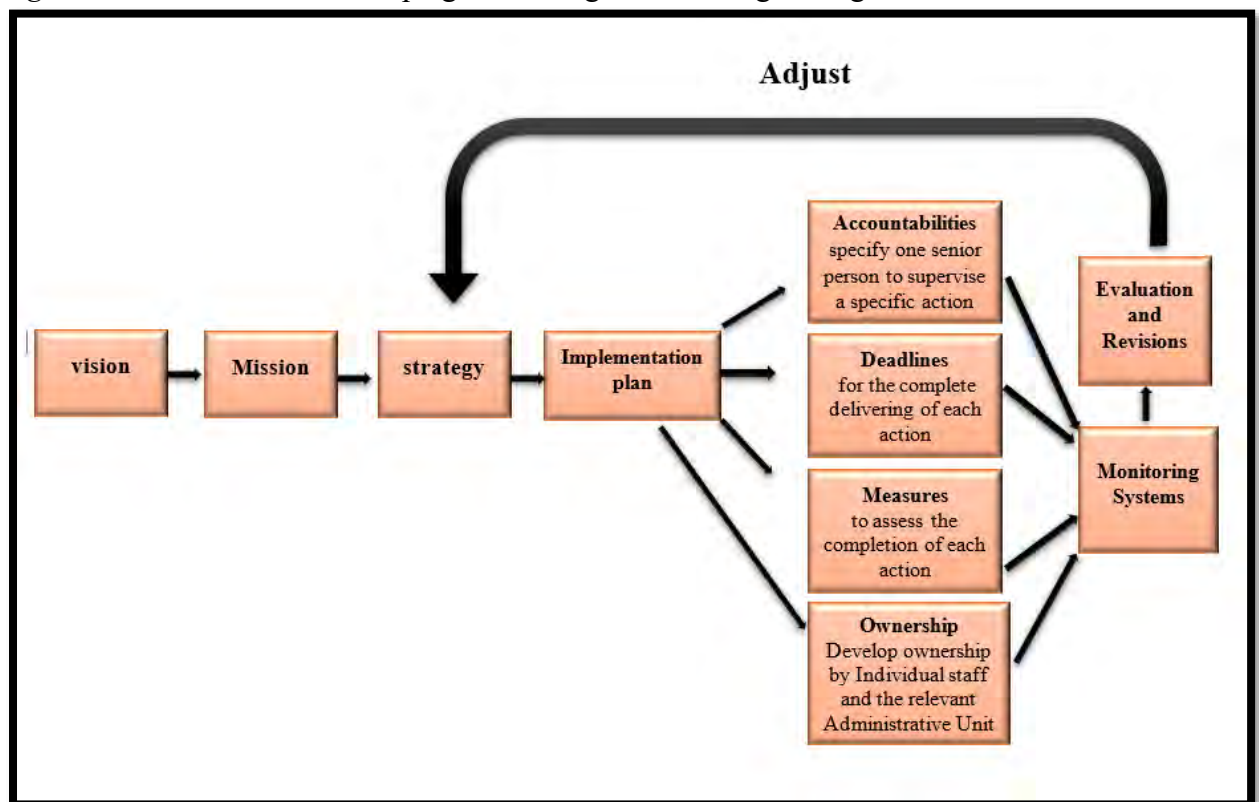 Adjust
vision
Mission
strategy
Implementation
plan
Accountabilities
specify one senior
person to supervise
a specific action
Deadlines
for the complete
delivering of each
action
Measures
to assess the
completion of each
action
Ownership
Develop ownership
by Individual staff
and the relevant
Administrative Unit
Monitoring
Systems
Evaluation
and
Revisions